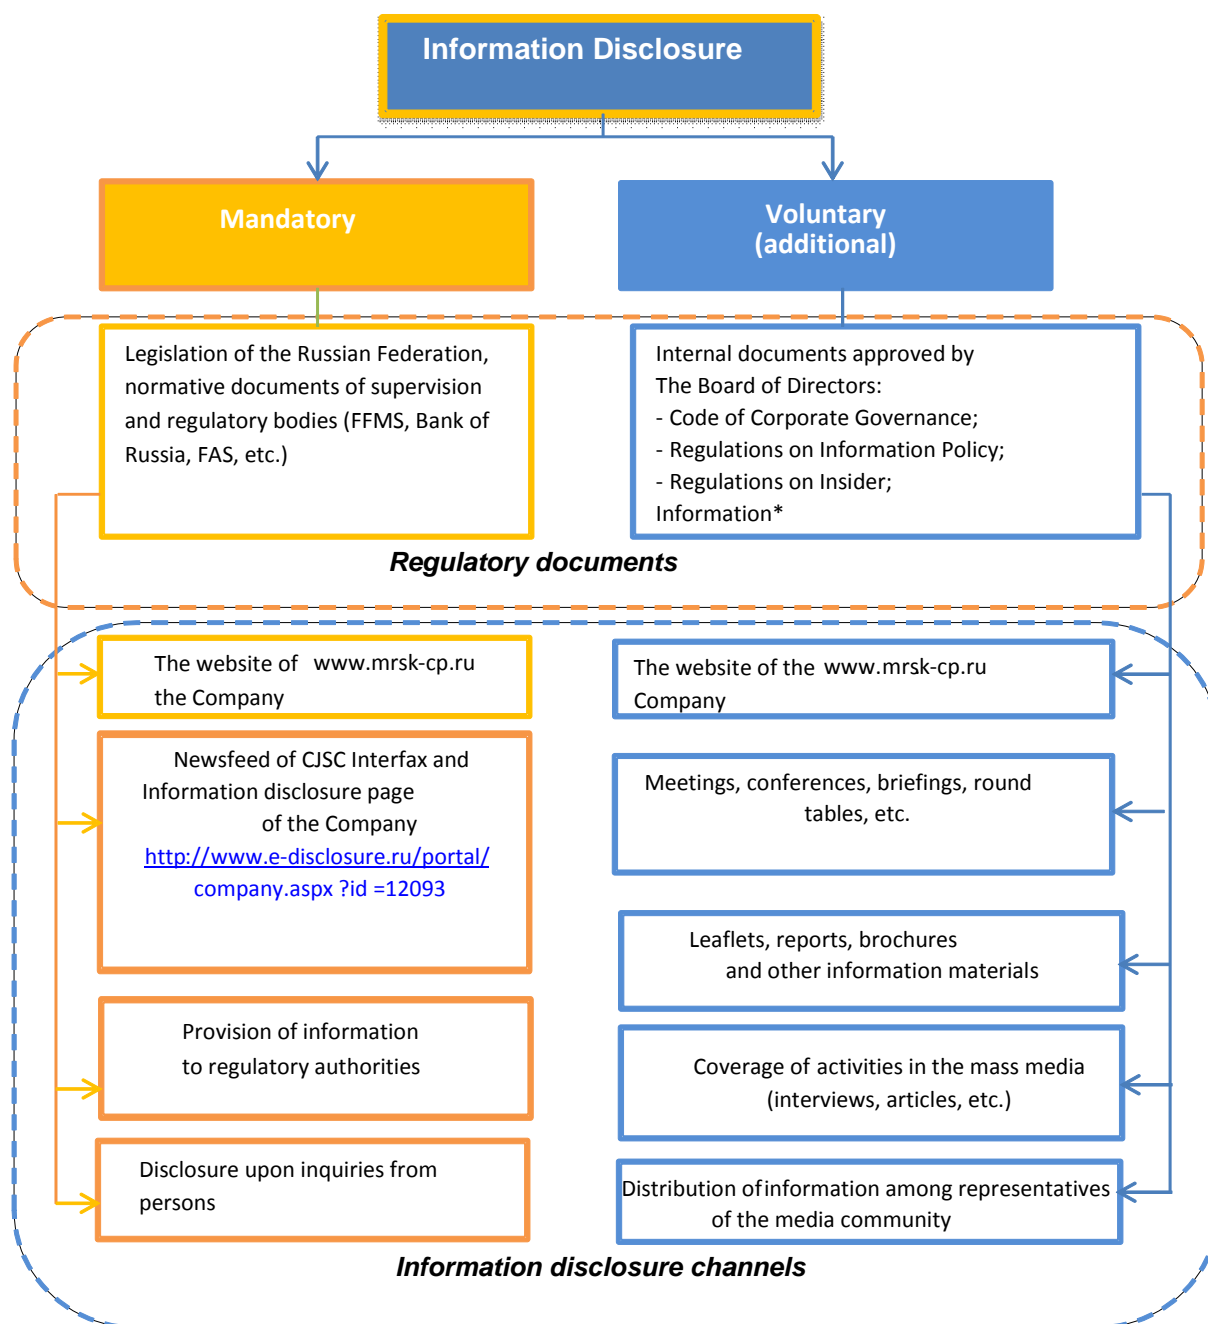 Information Disclosure
Mandatory
Voluntary
(additional)
Legislation of the Russian Federation,
normative documents of supervision
and regulatory bodies (FFMS, Bank of
Russia, FAS, etc.)
Internal documents approved by
The Board of Directors:
- Code of Corporate Governance;
- Regulations on Information Policy;
- Regulations on Insider;
Information*
Regulatory documents
The website of www.mrsk-cp.ru
the Company
Newsfeed of CJSC Interfax and
Information disclosure page
of the Company
http://www.e-disclosure.ru/portal/
company.aspx ?id =12093
Provision of information
to regulatory authorities
Disclosure upon inquiries from
persons
The website of the www.mrsk-cp.ru
Company
Meetings, conferences, briefings, round
tables, etc.
Leaflets, reports, brochures
and other information materials
Coverage of activities in the mass media
(interviews, articles, etc.)
Distribution of information among representatives
of the media community
Information disclosure channels